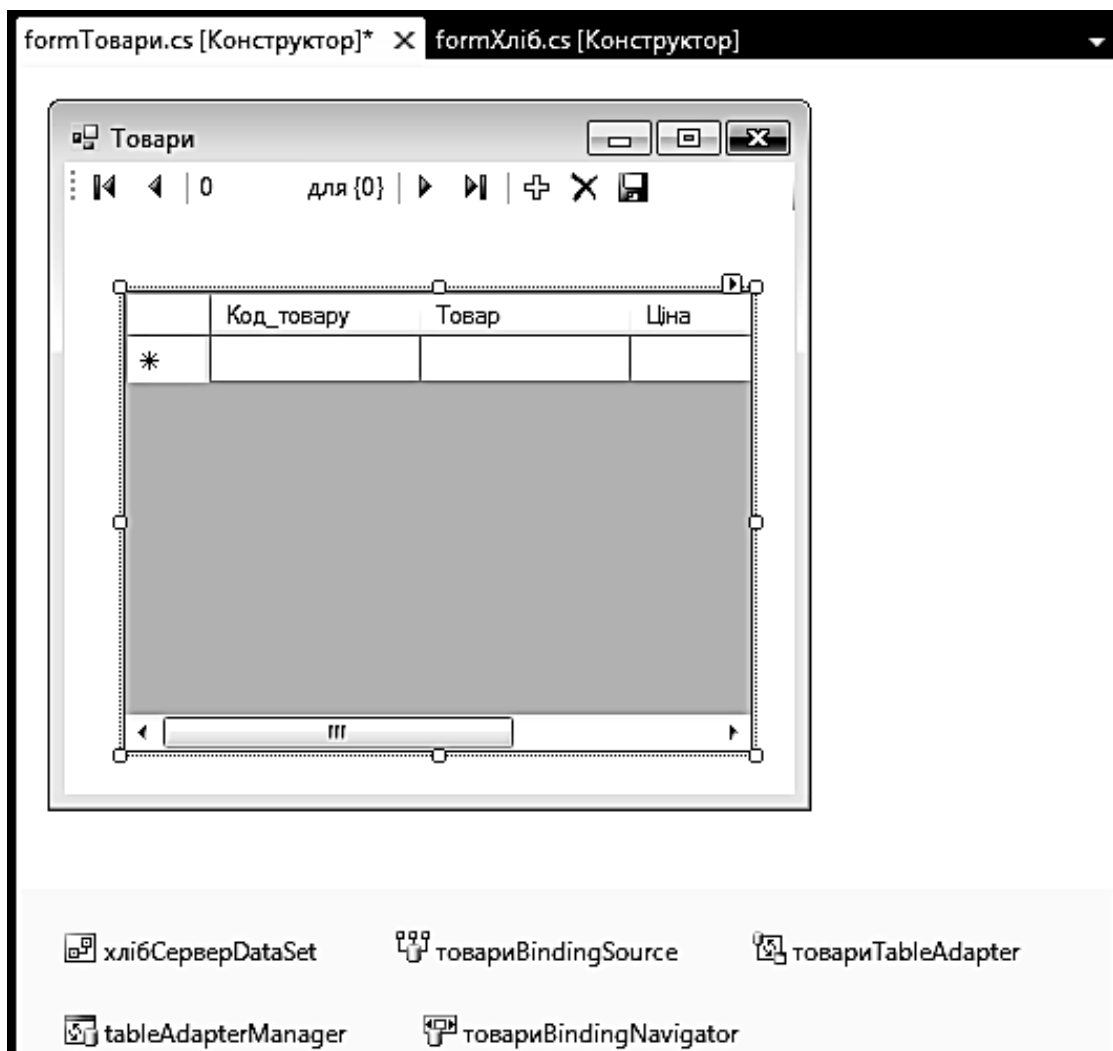 formТовари.cs [Конструктор]* formХліб.cs [Конструктор]
Товари
0 для {0}
Код_товару Товар Ціна
хлібСерверDataSet товариBindingSource товариTableAdapter
tableAdapterManager товариBindingNavigator